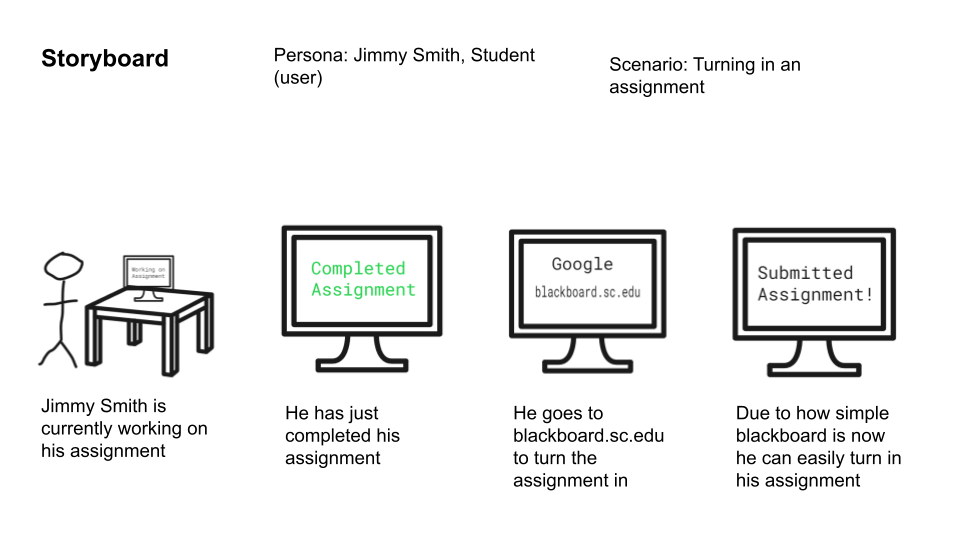 Storyboard
Persona: Jimmy Smith, Student
(user)
Scenario: Turning in an
assignment
Working on
Assignment
Completed
Assignment
Google
blackboard.sc.edu
Submitted
Assignment!
Jimmy Smith is
currently working on
his assignment
He has just
completed his
assignment
He goes to
blackboard.sc.edu
to turn the
assignment in
Due to how simple
blackboard is now
he can easily turn in
his assignment